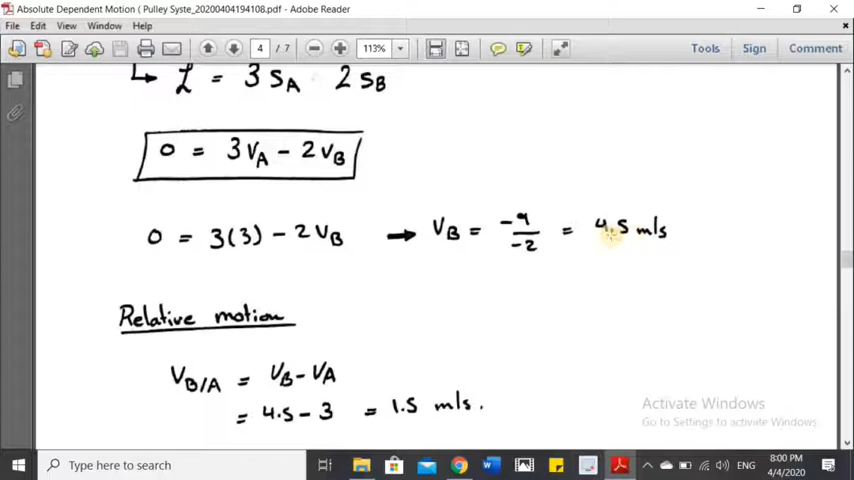 Absolute Dependent Motion ( Pulley Syste_20200404194108.pdf - Adobe Reader
File Edit View Window Help
4 / 7 113% Tools Sign Comment
L = 3 SA 2 SB
0 = 3VA - 2VB
0 = 3(3) - 2VB → VB = -9/-2 = 4.5 m/s
Relative motion
VB/A = VB - VA
= 4.5 - 3 = 1.5 m/s.
Activate Windows
Go to Settings to activate Windows.
Type here to search
ENG
8:00 PM
4/4/2020